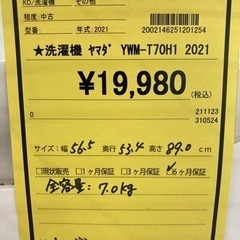 KD/洗濯機 その他
程度:中古
型番: 年式:2021 2002146251201254
★洗濯機 ヤマダ YWM-T70H1 2021
¥19,980
(税込)
211123
310524
サイズ:幅 56.5 奥行 53.4 高さ 89.0 cm
□現状販売 □1ヶ月保証 □3ヶ月保証 ☑6ヶ月保証
全容量:7.0kg